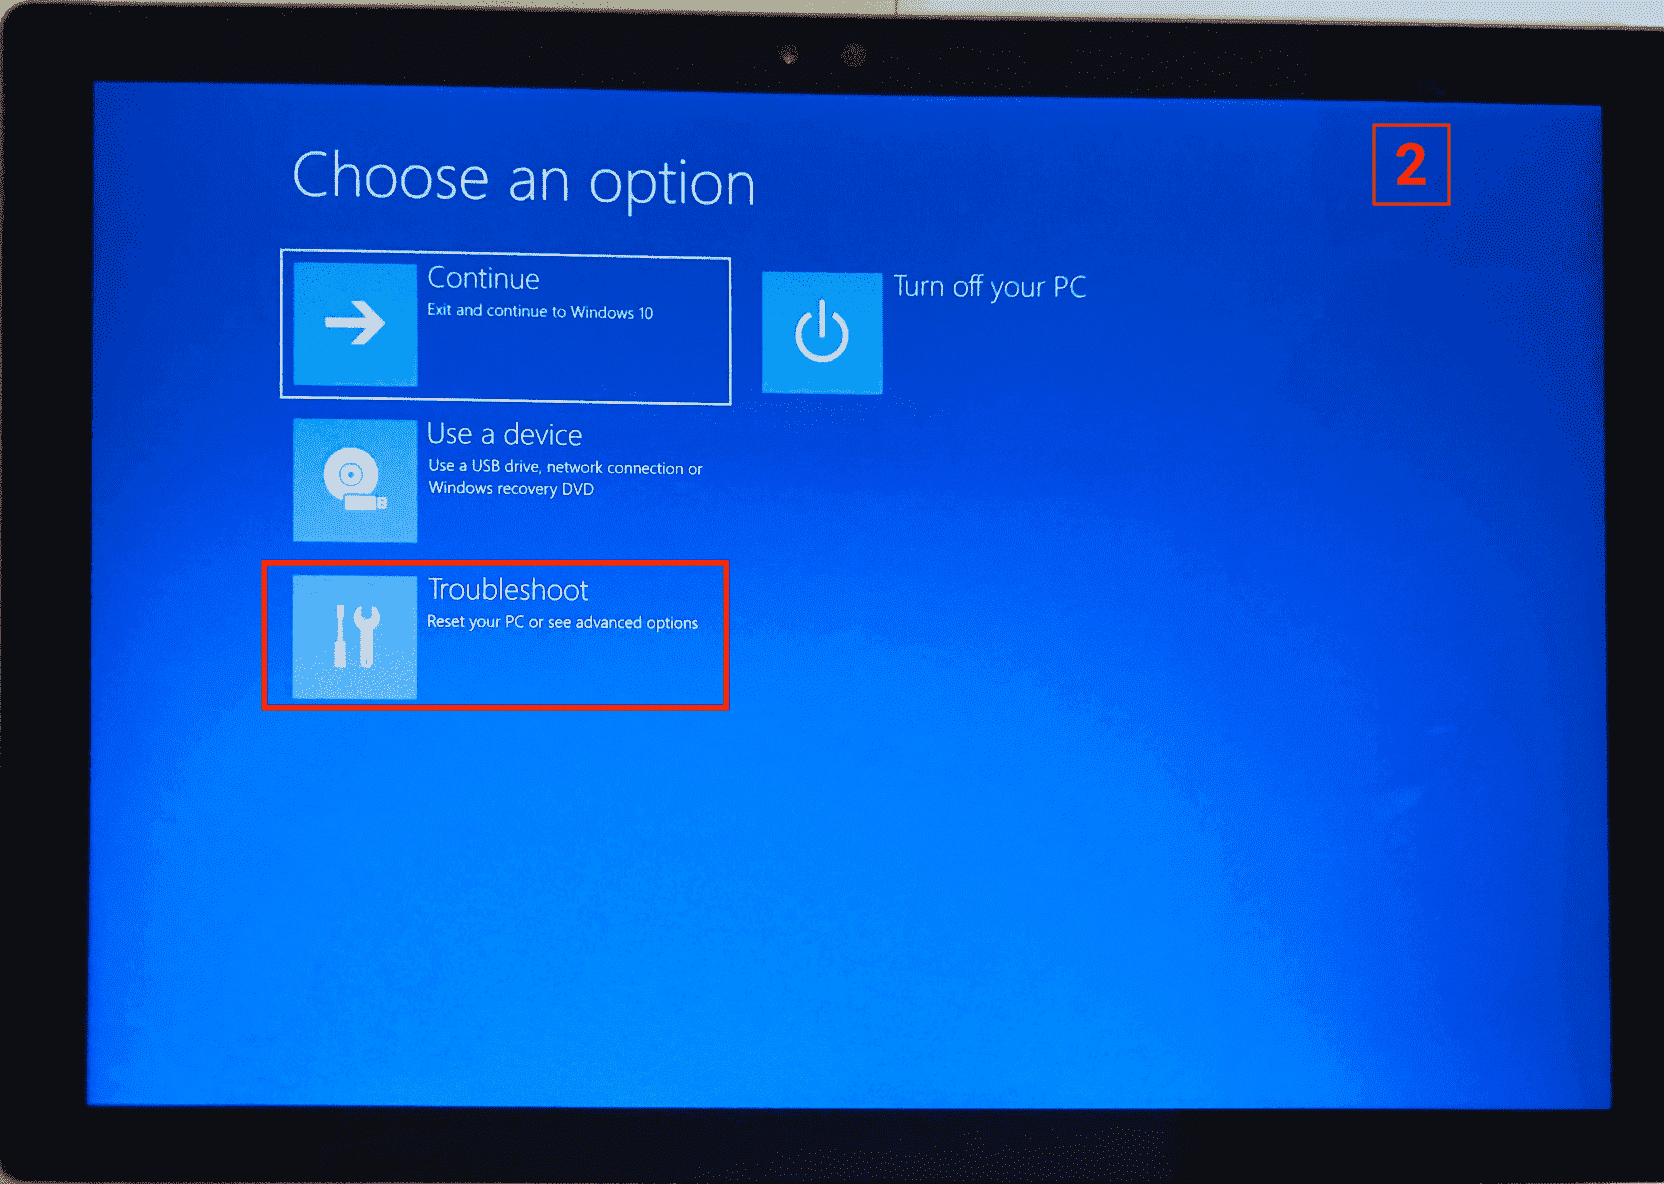 2
Choose an option
Continue
Exit and continue to Windows 10
Turn off your PC
Use a device
Use a USB drive, network connection or
Windows recovery DVD
Troubleshoot
Reset your PC or see advanced options